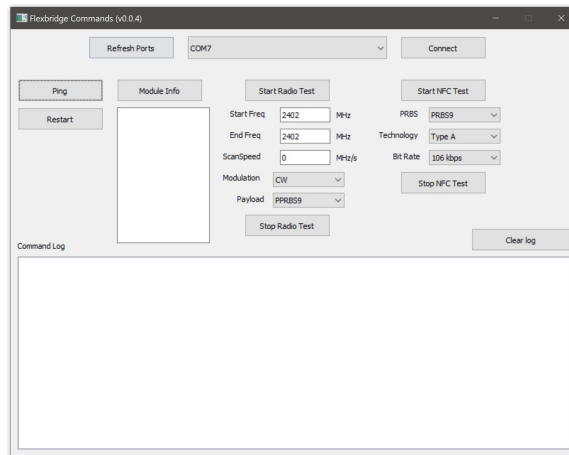 Flexbridge Commands (v0.0.4)
Refresh Ports COM7 Connect
Ping Module Info Start Radio Test Start NFC Test
Restart Start Freq 2402 MHz PRBS PRBS9
End Freq 2402 MHz Technology Type A
ScanSpeed 0 MHz/s Bit Rate 106 kbps
Modulation CW Stop NFC Test
Payload PPRBS9
Stop Radio Test
Clear log
Command Log